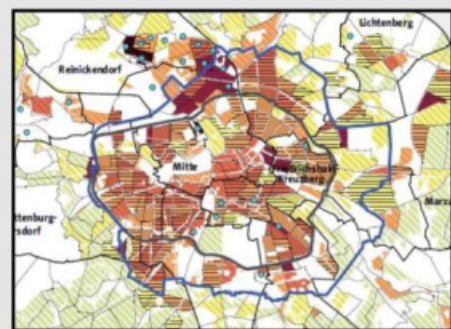 Lichtenberg
Reinickendorf
Mitte
Friedrichshain-
Kreuzberg
ttenburg-
rsdorf
Marza